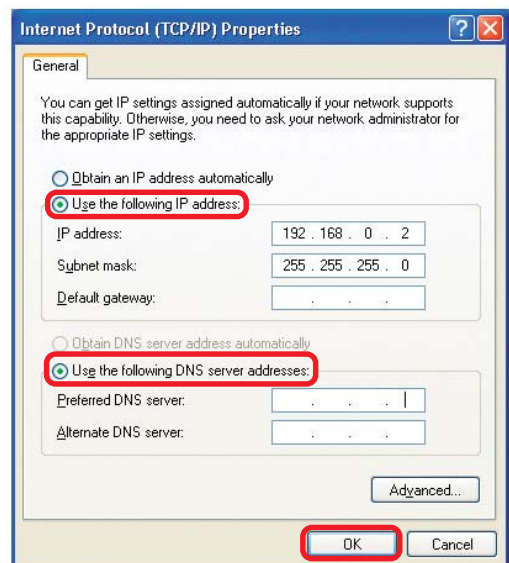 Internet Protocol (TCP/IP) Properties
General
You can get IP settings assigned automatically if your network supports
this capability. Otherwise, you need to ask your network administrator for
the appropriate IP settings.
Obtain an IP address automatically
Use the following IP address:
IP address: 192 . 168 . 0 . 2
Subnet mask: 255 . 255 . 255 . 0
Default gateway: . . .
Obtain DNS server address automatically
Use the following DNS server addresses:
Preferred DNS server: . . .
Alternate DNS server: . . .
Advanced...
OK Cancel